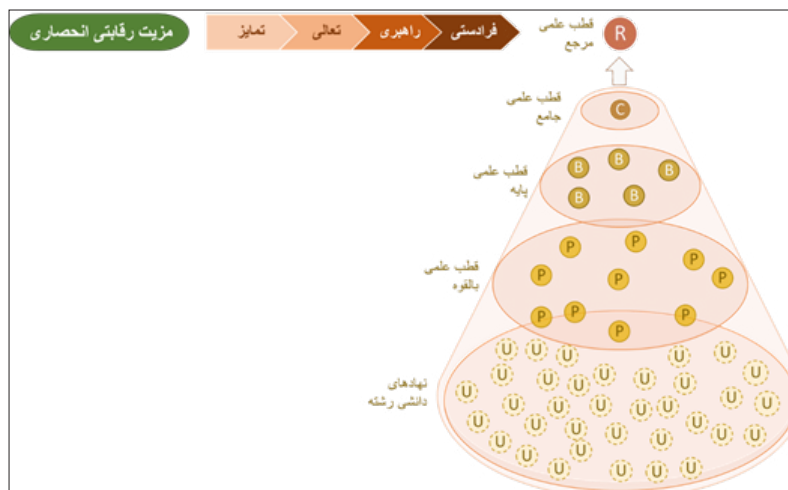 مزیت رقابتی انحصاری
تمایز
تعالی
راهبری
فرادستی
قطب علمی
مرجع
R
قطب علمی
جامع
C
قطب علمی
پایه
B B B
B B
قطب علمی
بالقوه
P P P
P P P
P P P P
نهادهای
دانشی رشته
U U U U U
U U U U U U U
U U U U U U U U
U U U U U U U U
U U U U U
U U U U